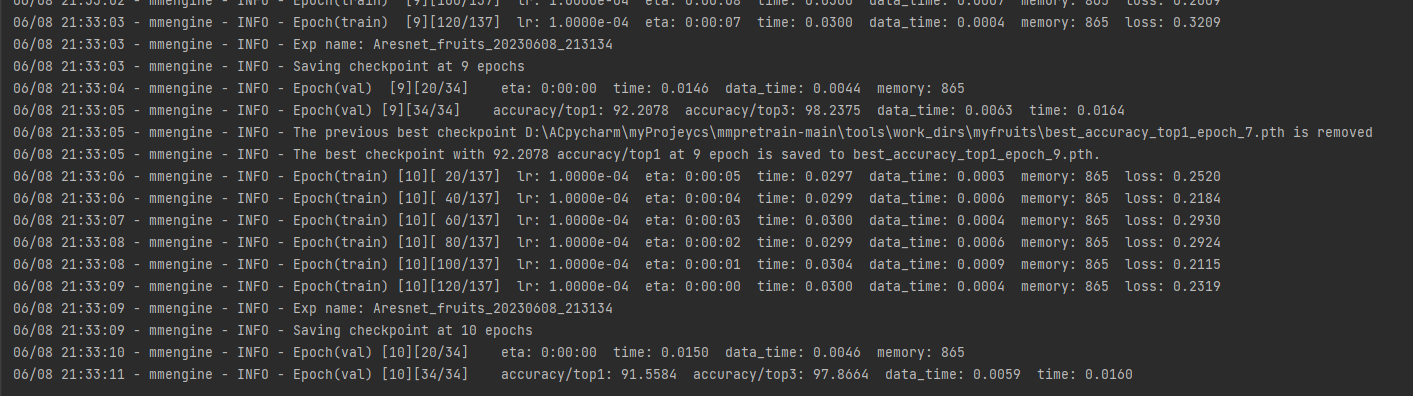 06/08 21:33:02 - mmengine - INFO - Epoch(train)  [9][100/137]  lr: 1.0000e-04  eta: 0:00:08  time: 0.0300  data_time: 0.0007  memory: 865  loss: 0.2009
06/08 21:33:03 - mmengine - INFO - Epoch(train)  [9][120/137]  lr: 1.0000e-04  eta: 0:00:07  time: 0.0300  data_time: 0.0004  memory: 865  loss: 0.3209
06/08 21:33:03 - mmengine - INFO - Exp name: Aresnet_fruits_20230608_213134
06/08 21:33:03 - mmengine - INFO - Saving checkpoint at 9 epochs
06/08 21:33:04 - mmengine - INFO - Epoch(val)  [9][20/34]    eta: 0:00:00  time: 0.0146  data_time: 0.0044  memory: 865
06/08 21:33:05 - mmengine - INFO - Epoch(val) [9][34/34]    accuracy/top1: 92.2078  accuracy/top3: 98.2375  data_time: 0.0063  time: 0.0164
06/08 21:33:05 - mmengine - INFO - The previous best checkpoint D:\ACpycharm\myProjeycs\mmpretrain-main\tools\work_dirs\myfruits\best_accuracy_top1_epoch_7.pth is removed
06/08 21:33:05 - mmengine - INFO - The best checkpoint with 92.2078 accuracy/top1 at 9 epoch is saved to best_accuracy_top1_epoch_9.pth.
06/08 21:33:06 - mmengine - INFO - Epoch(train) [10][ 20/137]  lr: 1.0000e-04  eta: 0:00:05  time: 0.0297  data_time: 0.0003  memory: 865  loss: 0.2520
06/08 21:33:06 - mmengine - INFO - Epoch(train) [10][ 40/137]  lr: 1.0000e-04  eta: 0:00:04  time: 0.0299  data_time: 0.0006  memory: 865  loss: 0.2184
06/08 21:33:07 - mmengine - INFO - Epoch(train) [10][ 60/137]  lr: 1.0000e-04  eta: 0:00:03  time: 0.0300  data_time: 0.0004  memory: 865  loss: 0.2930
06/08 21:33:08 - mmengine - INFO - Epoch(train) [10][ 80/137]  lr: 1.0000e-04  eta: 0:00:02  time: 0.0299  data_time: 0.0006  memory: 865  loss: 0.2924
06/08 21:33:08 - mmengine - INFO - Epoch(train) [10][100/137]  lr: 1.0000e-04  eta: 0:00:01  time: 0.0304  data_time: 0.0009  memory: 865  loss: 0.2115
06/08 21:33:09 - mmengine - INFO - Epoch(train) [10][120/137]  lr: 1.0000e-04  eta: 0:00:00  time: 0.0300  data_time: 0.0004  memory: 865  loss: 0.2319
06/08 21:33:09 - mmengine - INFO - Exp name: Aresnet_fruits_20230608_213134
06/08 21:33:09 - mmengine - INFO - Saving checkpoint at 10 epochs
06/08 21:33:10 - mmengine - INFO - Epoch(val) [10][20/34]    eta: 0:00:00  time: 0.0150  data_time: 0.0046  memory: 865
06/08 21:33:11 - mmengine - INFO - Epoch(val) [10][34/34]    accuracy/top1: 91.5584  accuracy/top3: 97.8664  data_time: 0.0059  time: 0.0160